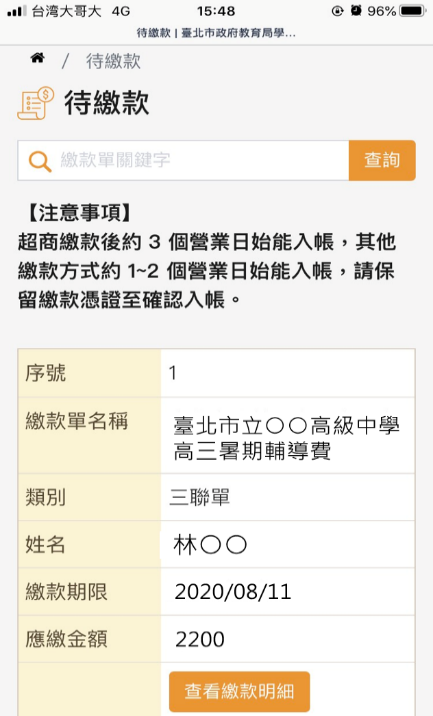 台湾大哥大 4G 15:48 96%
待繳款 | 臺北市政府教育局學...
/ 待繳款
待繳款
繳款單關鍵字 查詢
【注意事項】
超商繳款後約 3 個營業日始能入帳，其他
繳款方式約 1~2 個營業日始能入帳，請保
留繳款憑證至確認入帳。
序號 1
繳款單名稱 臺北市立〇〇高級中學
高三暑期輔導費
類別 三聯單
姓名 林〇〇
繳款期限 2020/08/11
應繳金額 2200
查看繳款明細